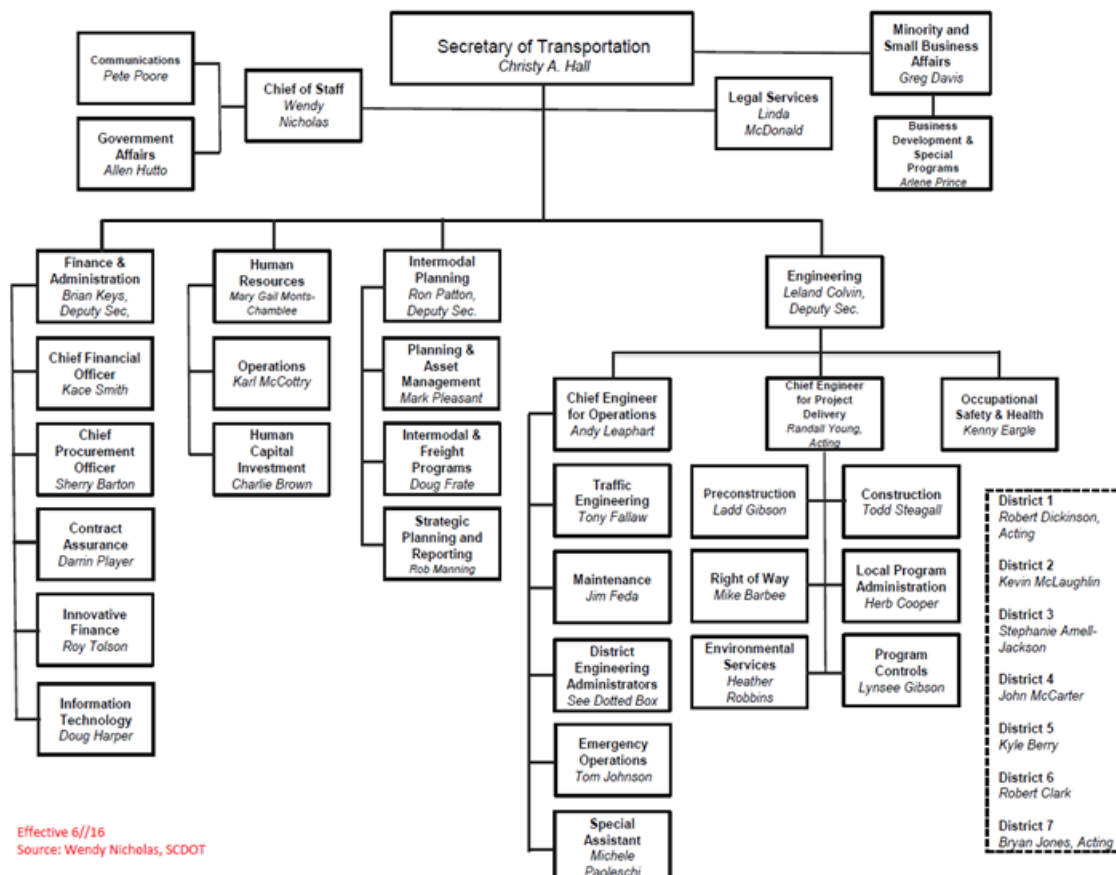 Secretary of Transportation
Christy A. Hall
Minority and
Small Business
Affairs
Greg Davis
Communications
Pete Poore
Chief of Staff
Wendy
Nicholas
Legal Services
Linda
McDonald
Government
Affairs
Allen Hutto
Business
Development &
Special
Programs
Arlene Prince
Finance &
Administration
Brian Keys,
Deputy Sec,
Chief Financial
Officer
Kace Smith
Chief
Procurement
Officer
Sherry Barton
Contract
Assurance
Darrin Player
Innovative
Finance
Roy Tolson
Information
Technology
Doug Harper
Human
Resources
Mary Gail Monts-
Chamblee
Operations
Karl McCottry
Human
Capital
Investment
Charlie Brown
Intermodal
Planning
Ron Patton,
Deputy Sec.
Planning &
Asset
Management
Mark Pleasant
Intermodal &
Freight Programs
Doug Frate
Strategic
Planning and
Reporting
Rob Manning
Engineering
Leland Colvin,
Deputy Sec.
Chief Engineer
for Operations
Andy Leaphart
Traffic
Engineering
Tony Fallaw
Maintenance
Jim Feda
District
Engineering
Administrators
See Dotted Box
Emergency
Operations
Tom Johnson
Special
Assistant
Michele
Paoleschi
Chief Engineer
for Project
Delivery
Randall Young,
Acting
Preconstruction
Ladd Gibson
Construction
Todd Steagall
Right of Way
Mike Barbee
Local Program
Administration
Herb Cooper
Environmental
Services
Heather
Robbins
Program
Controls
Lynsee Gibson
Occupational
Safety & Health
Kenny Eargle
District 1
Robert Dickinson,
Acting
District 2
Kevin McLaughlin
District 3
Stephanie Amell-
Jackson
District 4
John McCarter
District 5
Kyle Berry
District 6
Robert Clark
District 7
Bryan Jones, Acting
Effective 6//16
Source: Wendy Nicholas, SCDOT